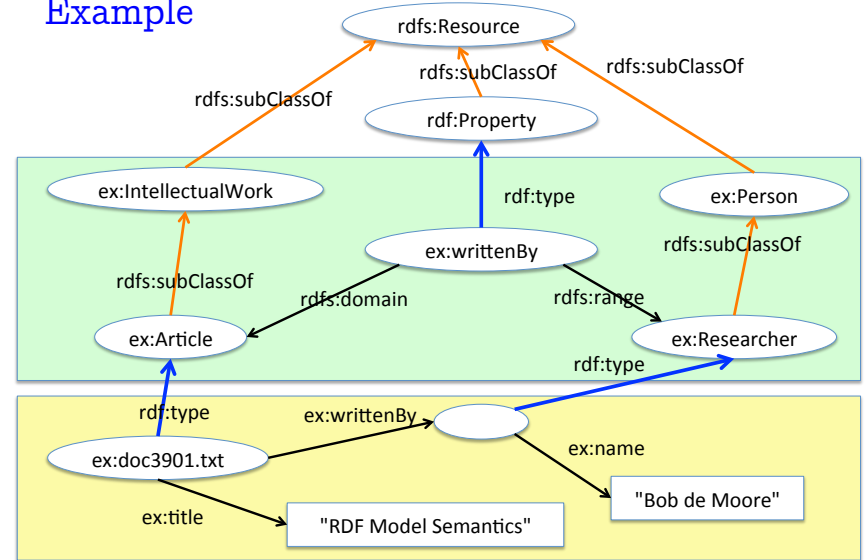 Example
rdfs:Resource
rdfs:subClassOf
rdfs:subClassOf
rdfs:subClassOf
rdf:Property
ex:IntellectualWork
rdf:type
ex:Person
ex:writtenBy
rdfs:subClassOf
rdfs:subClassOf
rdfs:domain
rdfs:range
ex:Article
ex:Researcher
rdf:type
rdf:type
ex:writtenBy
ex:name
ex:doc3901.txt
"Bob de Moore"
ex:title
"RDF Model Semantics"